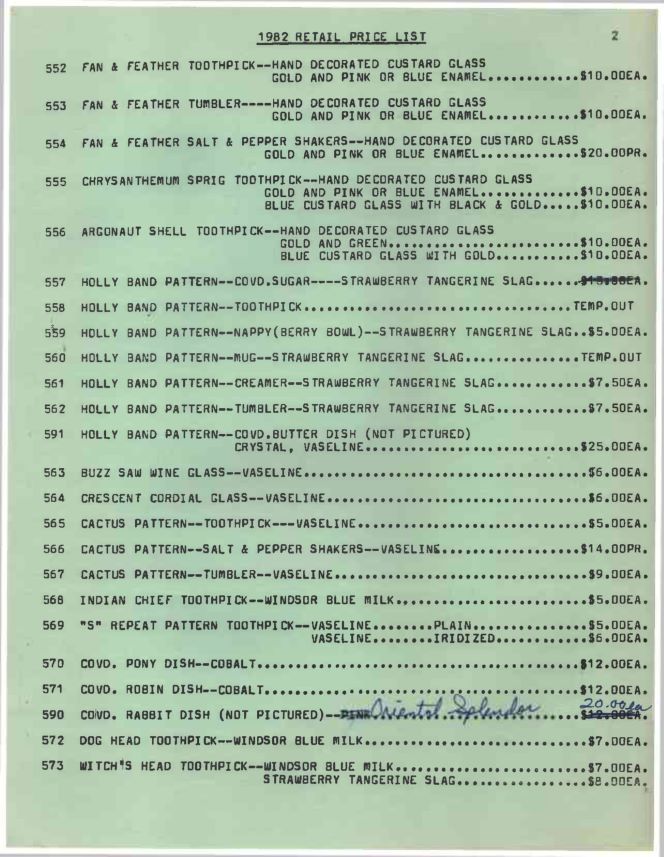 1982 RETAIL PRICE LIST 2
552 FAN & FEATHER TOOTHPICK--HAND DECORATED CUSTARD GLASS
GOLD AND PINK OR BLUE ENAMEL............$10.00EA.
553 FAN & FEATHER TUMBLER----HAND DECORATED CUSTARD GLASS
GOLD AND PINK OR BLUE ENAMEL............$10.00EA.
554 FAN & FEATHER SALT & PEPPER SHAKERS--HAND DECORATED CUSTARD GLASS
GOLD AND PINK OR BLUE ENAMEL.............$20.00PR.
555 CHRYSANTHEMUM SPRIG TOOTHPICK--HAND DECORATED CUSTARD GLASS
GOLD AND PINK OR BLUE ENAMEL.............$10.00EA.
BLUE CUSTARD GLASS WITH BLACK & GOLD.....$10.00EA.
556 ARGONAUT SHELL TOOTHPICK--HAND DECORATED CUSTARD GLASS
GOLD AND GREEN.........................$10.00EA.
BLUE CUSTARD GLASS WITH GOLD...........$10.00EA.
557 HOLLY BAND PATTERN--COVD.SUGAR----STRAWBERRY TANGERINE SLAG.....
558 HOLLY BAND PATTERN--TOOTHPICK..................................TEMP.OUT
559 HOLLY BAND PATTERN--NAPPY(BERRY BOWL)--STRAWBERRY TANGERINE SLAG..$5.00EA.
560 HOLLY BAND PATTERN--MUG--STRAWBERRY TANGERINE SLAG..............TEMP.OUT
561 HOLLY BAND PATTERN--CREAMER--STRAWBERRY TANGERINE SLAG...........$7.50EA.
562 HOLLY BAND PATTERN--TUMBLER--STRAWBERRY TANGERINE SLAG...........$7.50EA.
591 HOLLY BAND PATTERN--COVD.BUTTER DISH (NOT PICTURED)
CRYSTAL, VASELINE...........................$25.00EA.
563 BUZZ SAW WINE GLASS--VASELINE...................................$6.00EA.
564 CRESCENT CORDIAL GLASS--VASELINE................................$6.00EA.
565 CACTUS PATTERN--TOOTHPICK---VASELINE............................$5.00EA.
566 CACTUS PATTERN--SALT & PEPPER SHAKERS--VASELINE.................$14.00PR.
567 CACTUS PATTERN--TUMBLER--VASELINE...............................$9.00EA.
568 INDIAN CHIEF TOOTHPICK--WINDSOR BLUE MILK.......................$5.00EA.
569 "S" REPEAT PATTERN TOOTHPICK--VASELINE........PLAIN.............$5.00EA.
VASELINE........IRIDIZED..........$6.00EA.
570 COVD. PONY DISH--COBALT........................................$12.00EA.
571 COVD. ROBIN DISH--COBALT.......................................$12.00EA.
20.00ea
590 COVD. RABBIT DISH (NOT PICTURED)--PINK Oriental Splendor ......$12.00EA.
572 DOG HEAD TOOTHPICK--WINDSOR BLUE MILK...........................$7.00EA.
573 WITCH'S HEAD TOOTHPICK--WINDSOR BLUE MILK.......................$7.00EA.
STRAWBERRY TANGERINE SLAG...............$8.00EA.